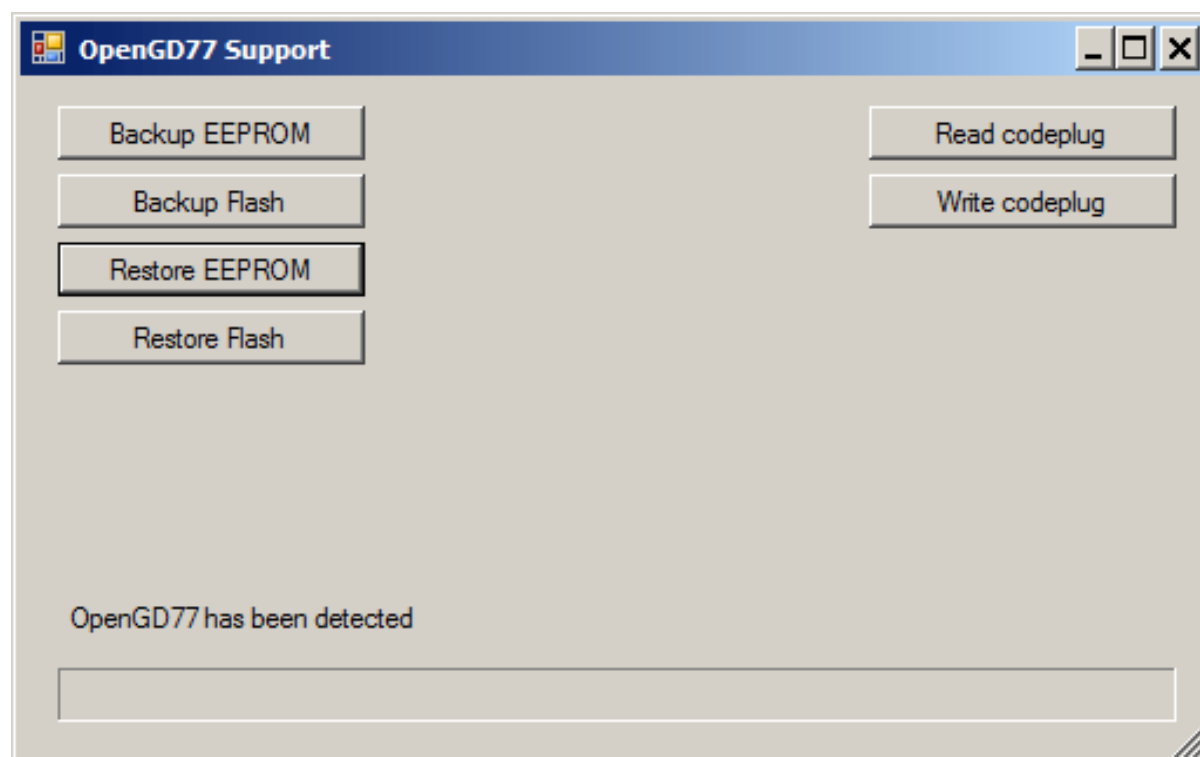 OpenGD77 Support
Backup EEPROM
Read codeplug
Backup Flash
Write codeplug
Restore EEPROM
Restore Flash
OpenGD77 has been detected